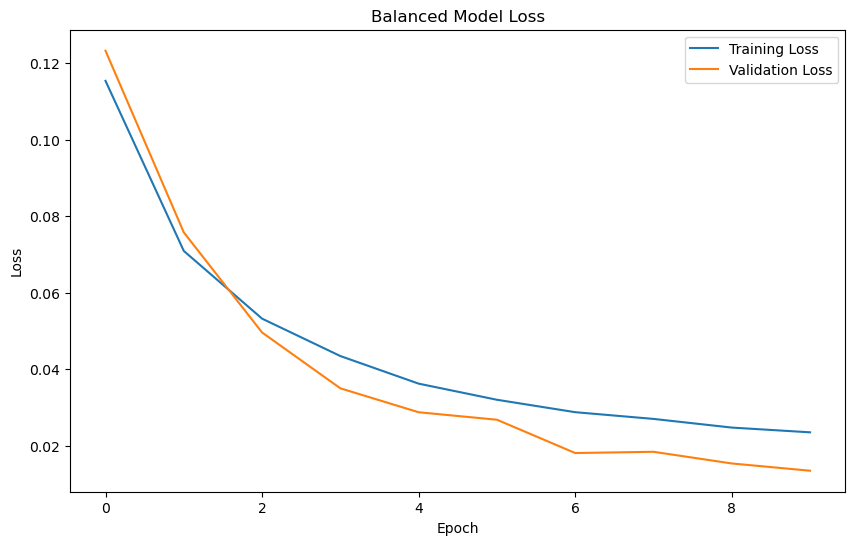 Balanced Model Loss
Training Loss
Validation Loss
0.12
0.10
0.08
0.06
0.04
0.02
Loss
0 2 4 6 8
Epoch